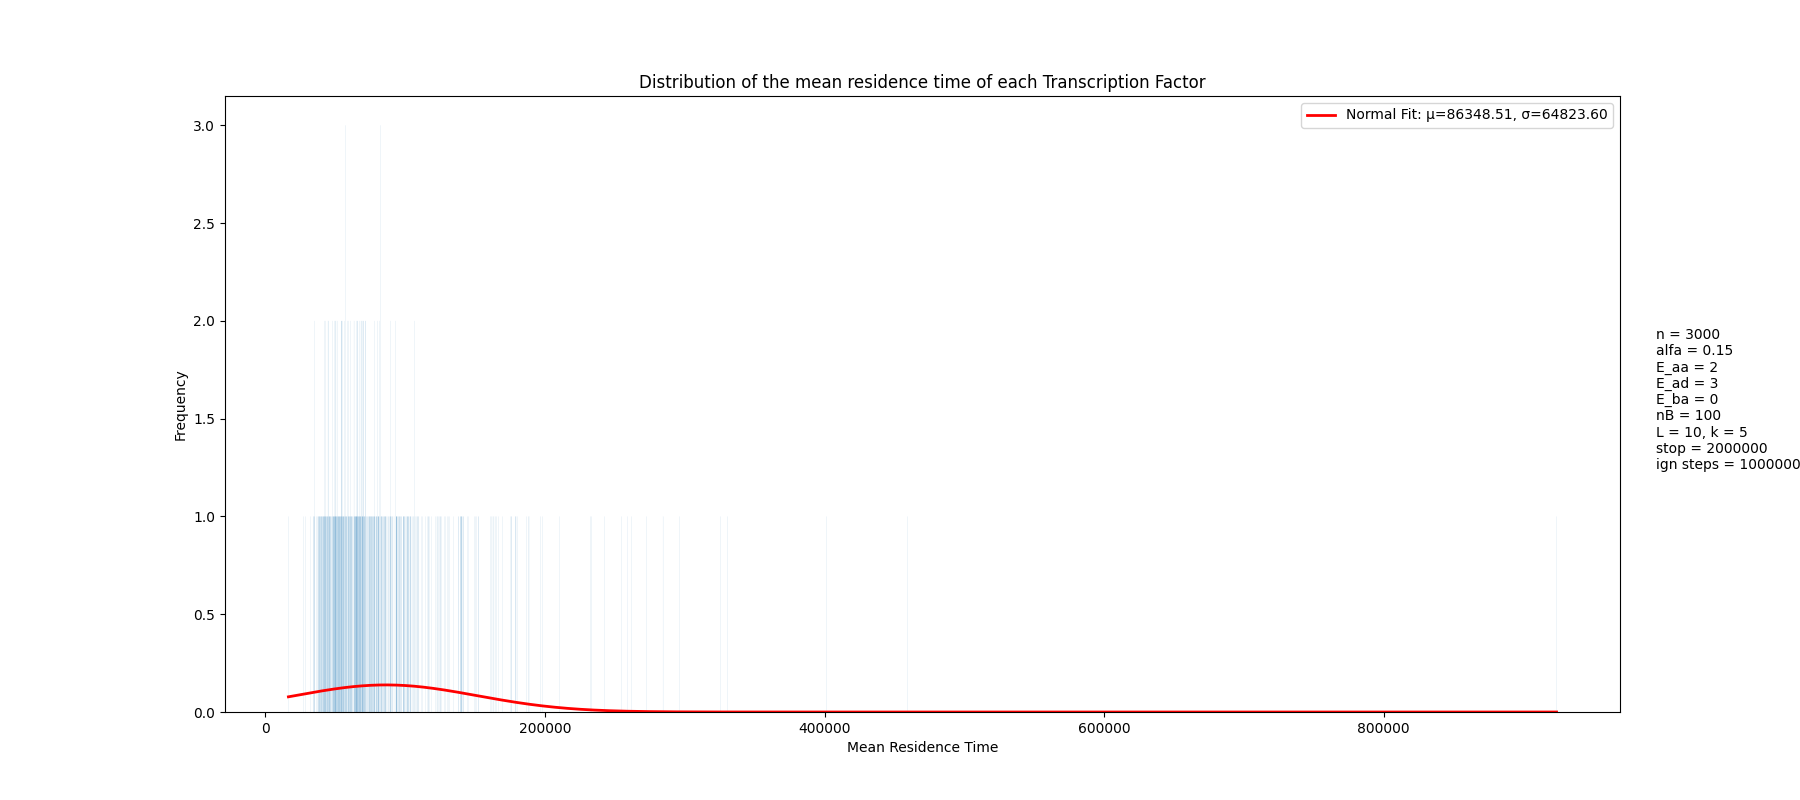 Distribution of the mean residence time of each Transcription Factor
Normal Fit: μ=86348.51, σ=64823.60
3.0
2.5
2.0
1.5
1.0
0.5
0.0
Frequency
0
200000
400000
600000
800000
Mean Residence Time
n = 3000
alfa = 0.15
E_aa = 2
E_ad = 3
E_ba = 0
nB = 100
L = 10, k = 5
stop = 2000000
ign steps = 1000000